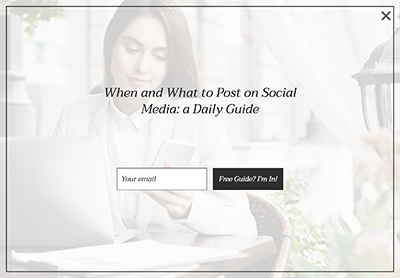 When and What to Post on Social
Media: a Daily Guide
Your email
Free Guide? I'm In!